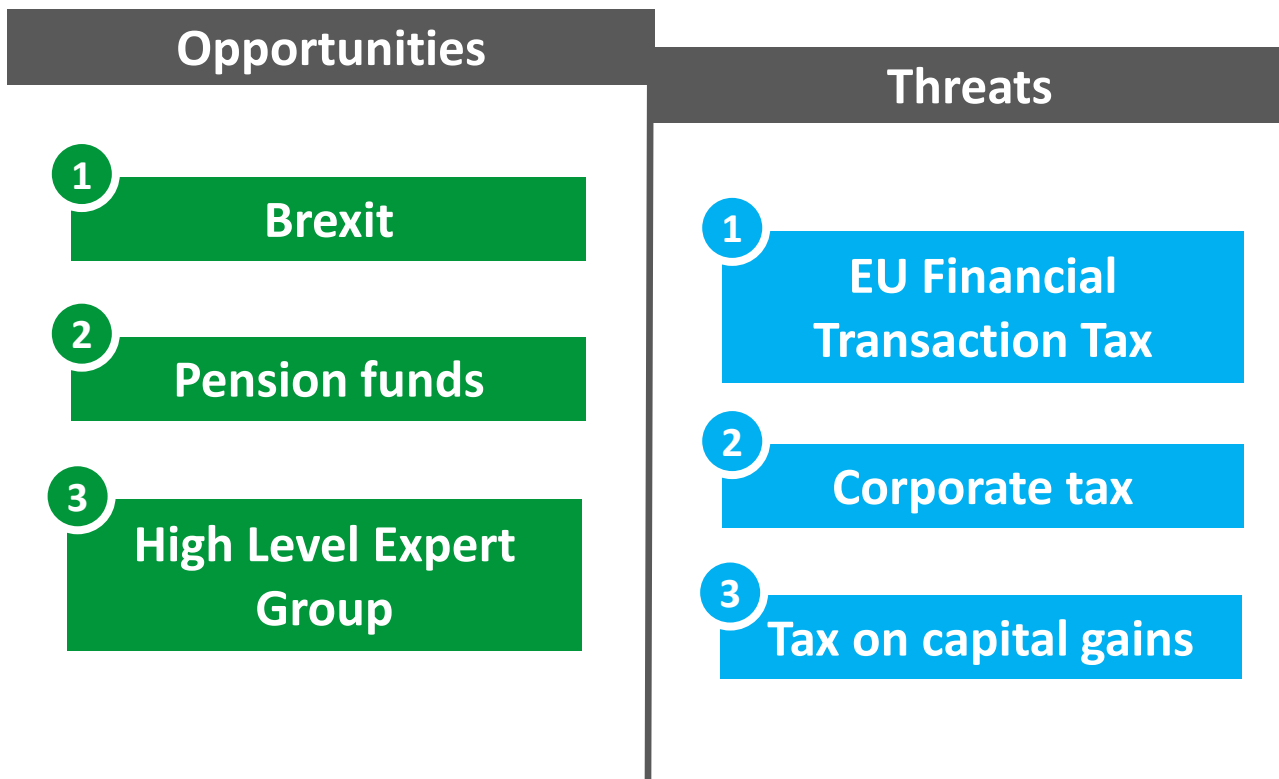 Opportunities
1
Brexit
2
Pension funds
3
High Level Expert
Group
Threats
1
EU Financial
Transaction Tax
2
Corporate tax
3
Tax on capital gains